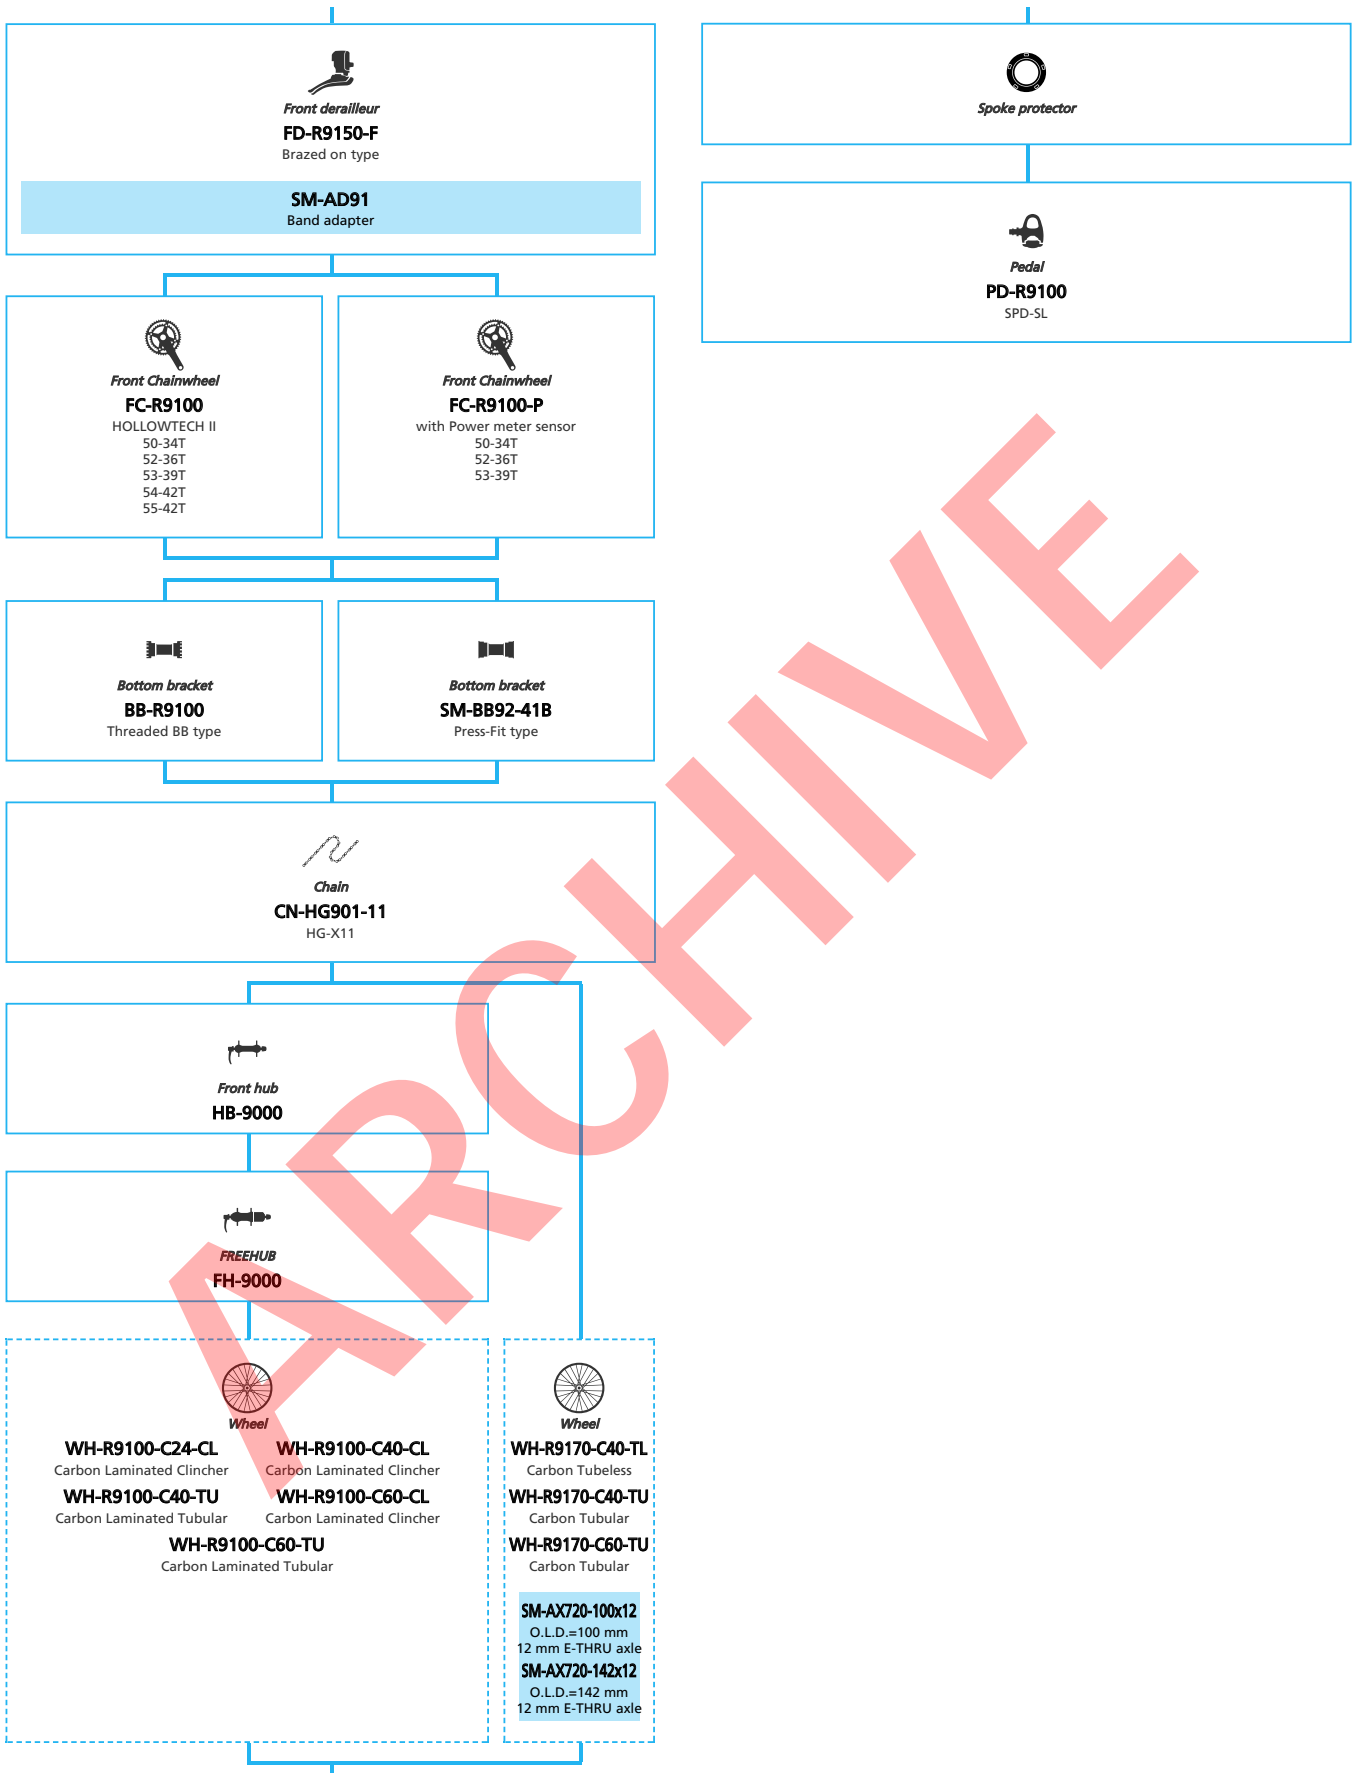 Front derailleur
FD-R9150-F
Brazed on type
SM-AD91
Band adapter
Front Chainwheel
FC-R9100
HOLLOWTECH II
50-34T
52-36T
53-39T
54-42T
55-42T
Front Chainwheel
FC-R9100-P
with Power meter sensor
50-34T
52-36T
53-39T
Bottom bracket
BB-R9100
Threaded BB type
Bottom bracket
SM-BB92-41B
Press-Fit type
Chain
CN-HG901-11
HG-X11
Front hub
HB-9000
FREEHUB
FH-9000
Wheel
WH-R9100-C24-CL
Carbon Laminated Clincher
WH-R9100-C40-CL
Carbon Laminated Clincher
WH-R9100-C40-TU
Carbon Laminated Tubular
WH-R9100-C60-CL
Carbon Laminated Clincher
WH-R9100-C60-TU
Carbon Laminated Tubular
Wheel
WH-R9170-C40-TL
Carbon Tubeless
WH-R9170-C40-TU
Carbon Tubular
WH-R9170-C60-TU
Carbon Tubular
SM-AX720-100x12
O.L.D.=100 mm
12 mm E-THRU axle
SM-AX720-142x12
O.L.D.=142 mm
12 mm E-THRU axle
Spoke protector
Pedal
PD-R9100
SPD-SL
ARCHIVE